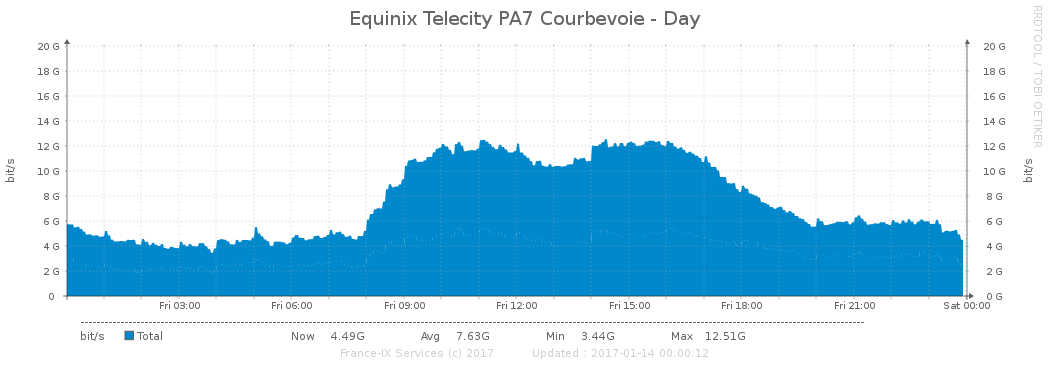 Equinix Telecity PA7 Courbevoie - Day
RRDTOOL / TOBI OETIKER
bit/s
20 G 20 G
18 G 18 G
16 G 16 G
14 G 14 G
12 G 12 G
10 G 10 G
8 G 8 G
6 G 6 G
4 G 4 G
2 G 2 G
0 0 G
bit/s
Fri 03:00 Fri 06:00 Fri 09:00 Fri 12:00 Fri 15:00 Fri 18:00 Fri 21:00 Sat 00:00
bit/s Total Now 4.49G Avg 7.63G Min 3.44G Max 12.51G
France-IX Services (c) 2017 Updated : 2017-01-14 00:00:12